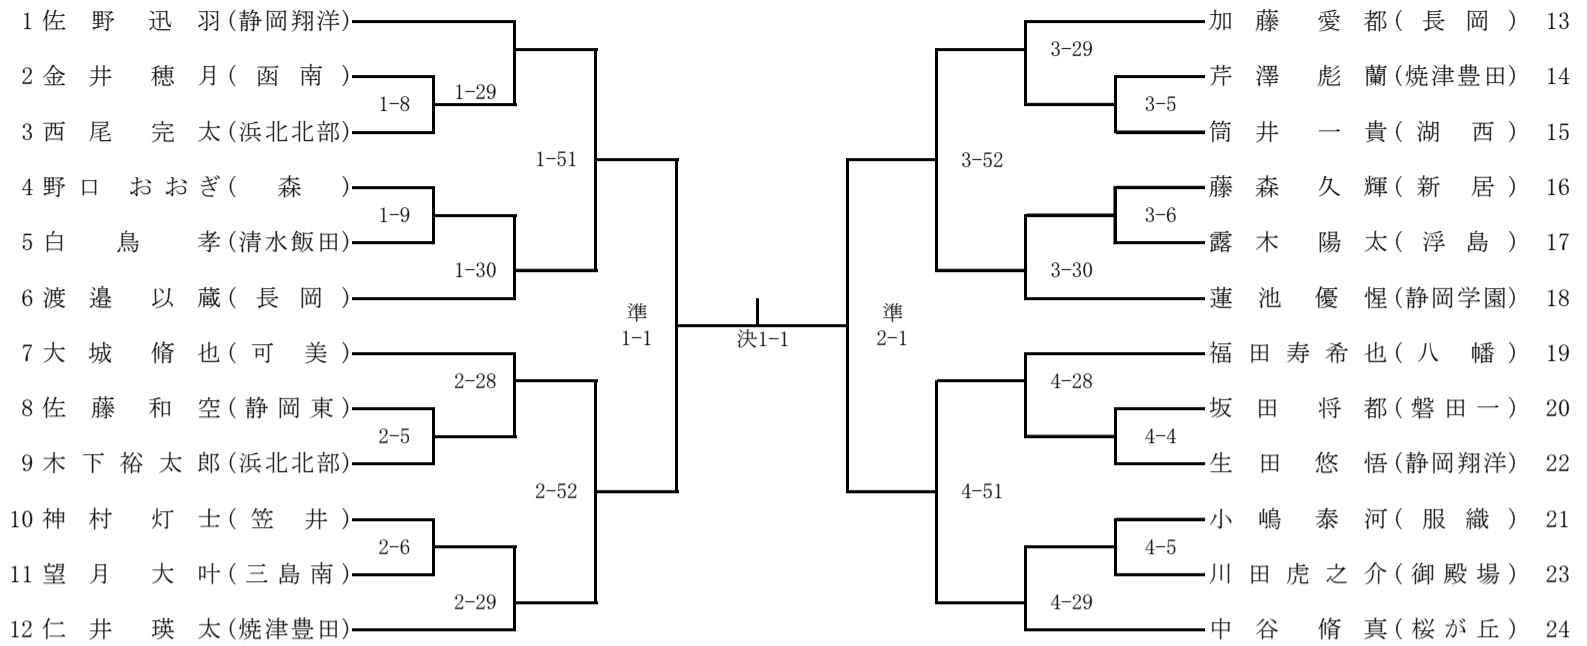 1 佐野迅羽(静岡翔洋)
2 金井穂月(函南)
3 西尾完太(浜北北部)
4 野口おおぎ(森)
5 白鳥孝(清水飯田)
6 渡邉以蔵(長岡)
7 大城脩也(可美)
8 佐藤和空(静岡東)
9 木下裕太郎(浜北北部)
10 神村灯士(笠井)
11 望月大叶(三島南)
12 仁井瑛太(焼津豊田)
1-8
1-29
1-9
1-30
1-51
2-28
2-5
2-6
2-29
2-52
準
1-1
決1-1
準
2-1
3-29
3-5
3-52
3-6
3-30
4-28
4-4
4-51
4-5
4-29
加藤愛都(長岡) 13
芹澤彪蘭(焼津豊田) 14
筒井一貴(湖西) 15
藤森久輝(新居) 16
露木陽太(浮島) 17
蓮池優惺(静岡学園) 18
福田寿希也(八幡) 19
坂田将都(磐田一) 20
生田悠悟(静岡翔洋) 22
小嶋泰河(服織) 21
川田虎之介(御殿場) 23
中谷脩真(桜が丘) 24